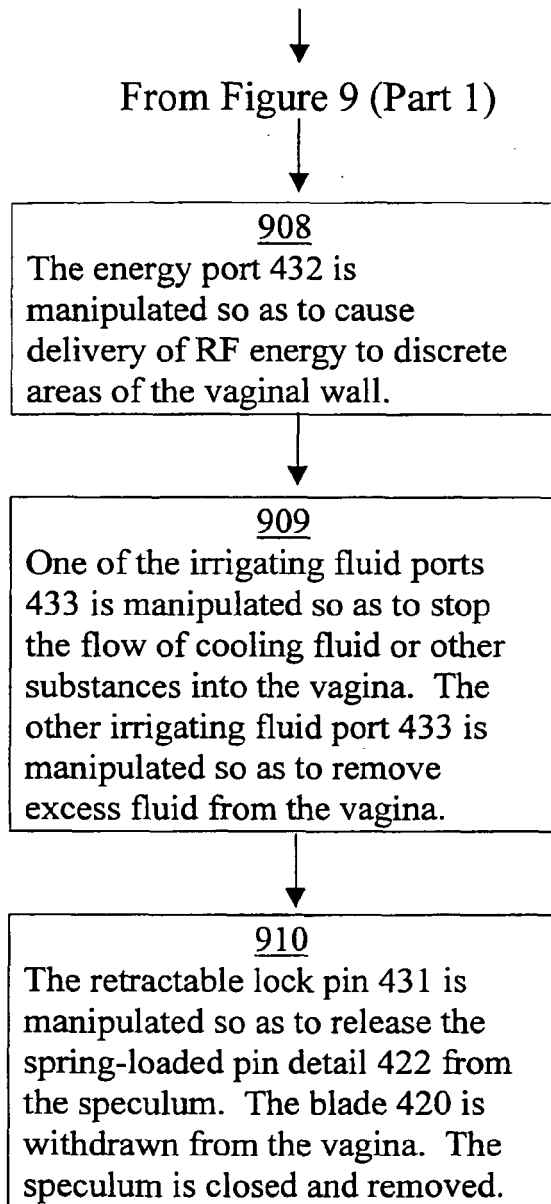 From Figure 9 (Part 1)
908
The energy port 432 is
manipulated so as to cause
delivery of RF energy to discrete
areas of the vaginal wall.
909
One of the irrigating fluid ports
433 is manipulated so as to stop
the flow of cooling fluid or other
substances into the vagina. The
other irrigating fluid port 433 is
manipulated so as to remove
excess fluid from the vagina.
910
The retractable lock pin 431 is
manipulated so as to release the
spring-loaded pin detail 422 from
the speculum. The blade 420 is
withdrawn from the vagina. The
speculum is closed and removed.